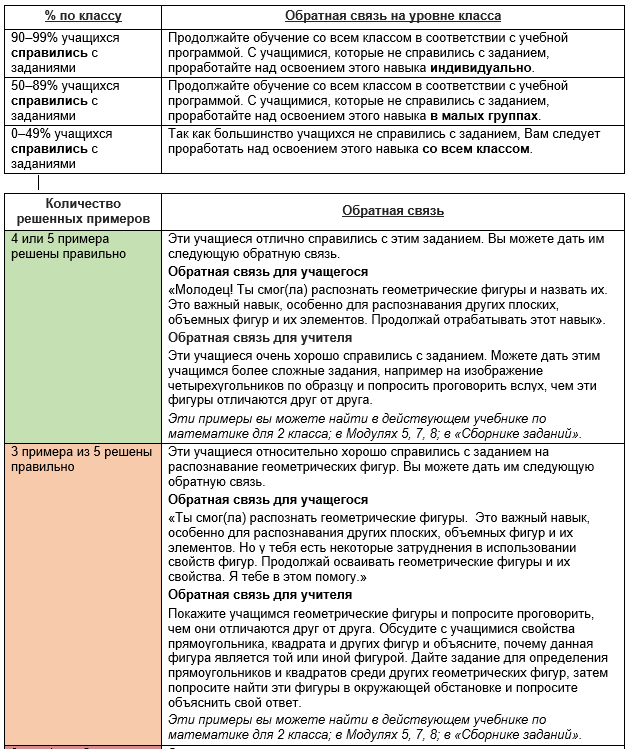 % по классу
Обратная связь на уровне класса
90–99% учащихся
справились с
заданиями
Продолжайте обучение со всем классом в соответствии с учебной
программой. С учащимися, которые не справились с заданием,
проработайте над освоением этого навыка индивидуально.
50–89% учащихся
справились с
заданиями
Продолжайте обучение со всем классом в соответствии с учебной
программой. С учащимися, которые не справились с заданием,
проработайте над освоением этого навыка в малых группах.
0–49% учащихся
справились с
заданиями
Так как большинство учащихся не справились с заданием, Вам следует
проработать над освоением этого навыка со всем классом.
Количество
решенных примеров
Обратная связь
4 или 5 примера
решены правильно
Эти учащиеся отлично справились с этим заданием. Вы можете дать им
следующую обратную связь.
Обратная связь для учащегося
«Молодец! Ты смог(ла) распознать геометрические фигуры и назвать их.
Это важный навык, особенно для распознавания других плоских,
объемных фигур и их элементов. Продолжай отрабатывать этот навык».
Обратная связь для учителя
Эти учащиеся очень хорошо справились с заданием. Можете дать этим
учащимся более сложные задания, например на изображение
четырехугольников по образцу и попросить проговорить вслух, чем эти
фигуры отличаются друг от друга.
Эти примеры вы можете найти в действующем учебнике по
математике для 2 класса; в Модулях 5, 7, 8; в «Сборнике заданий».
3 примера из 5 решены
правильно
Эти учащиеся относительно хорошо справились с заданием на
распознавание геометрических фигур. Вы можете дать им следующую
обратную связь.
Обратная связь для учащегося
«Ты смог(ла) распознать геометрические фигуры. Это важный навык,
особенно для распознавания других плоских, объемных фигур и их
элементов. Но у тебя есть некоторые затруднения в использовании
свойств фигур. Продолжай осваивать геометрические фигуры и их
свойства. Я тебе в этом помогу.»
Обратная связь для учителя
Покажите учащимся геометрические фигуры и попросите проговорить,
чем они отличаются друг от друга. Обсудите с учащимися свойства
прямоугольника, квадрата и других фигур и объясните, почему данная
фигура является той или иной фигурой. Дайте задание для определения
прямоугольников и квадратов среди других геометрических фигур, затем
попросите найти эти фигуры в окружающей обстановке и попросите
объяснить свой ответ.
Эти примеры вы можете найти в действующем учебнике по
математике для 2 класса; в Модулях 5, 7, 8; в «Сборнике заданий».